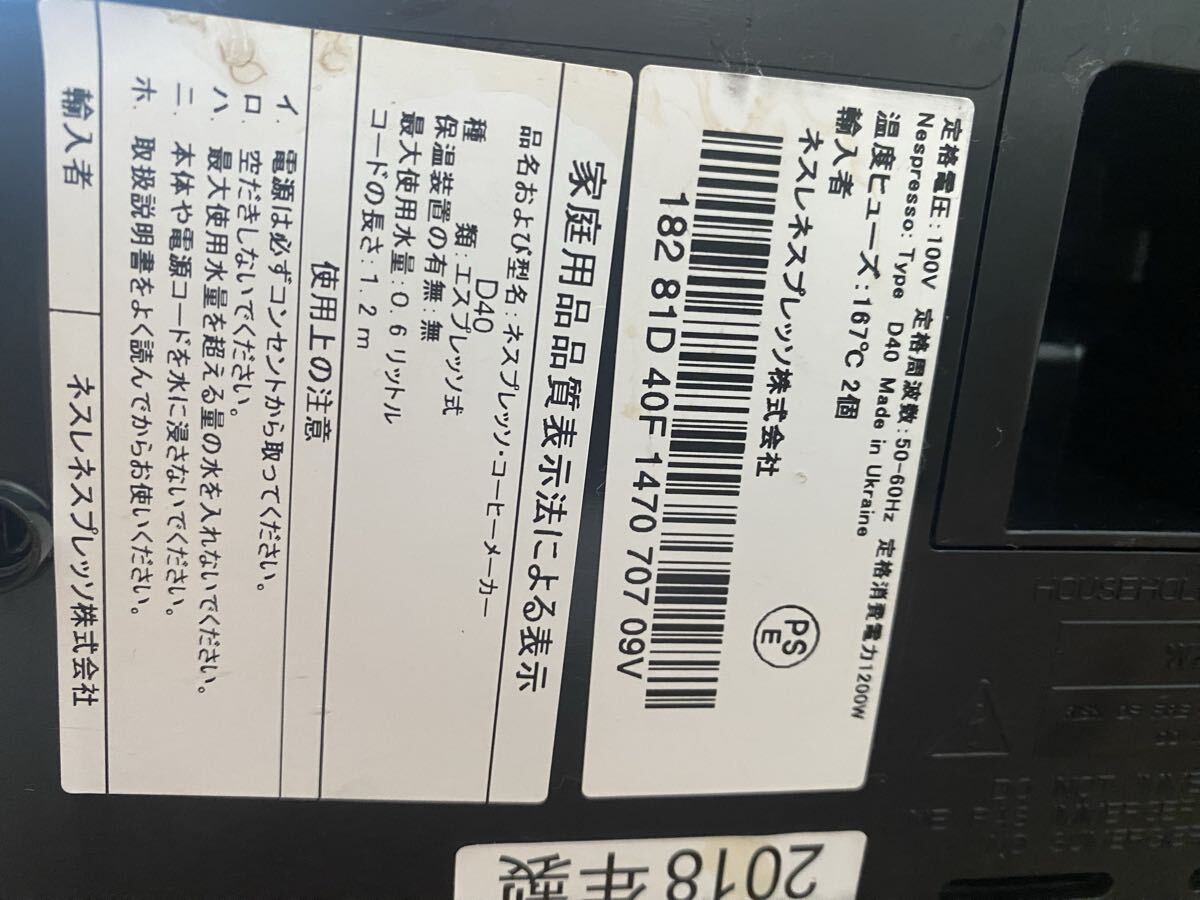 定格電圧:100V 定格周波数:50-60Hz 定格消費電力1200W
Nespresso: Type D40 Made in Ukraine
温度ヒューズ:167℃ 2個
輸入者
ネスレネスプレッソ株式会社
PS
E
182 81D 40F 1470 707 09V
家庭用品品質表示法による表示
品名および型名:ネスプレッソ・コーヒーメーカー
D40
種 類:エスプレッソ式
保温装置の有無:無
最大使用水量:0.6リットル
コードの長さ:1.2m
使用上の注意
イ. 電源は必ずコンセントから取ってください。
ロ. 空だきしないでください。
ハ. 最大使用水量を超える量の水を入れないでください。
ニ. 本体や電源コードを水に浸さないでください。
ホ. 取扱説明書をよく読んでからお使いください。
輸入者 ネスレネスプレッソ株式会社
2018年製
HOUSEHOL
DO NOT IMME